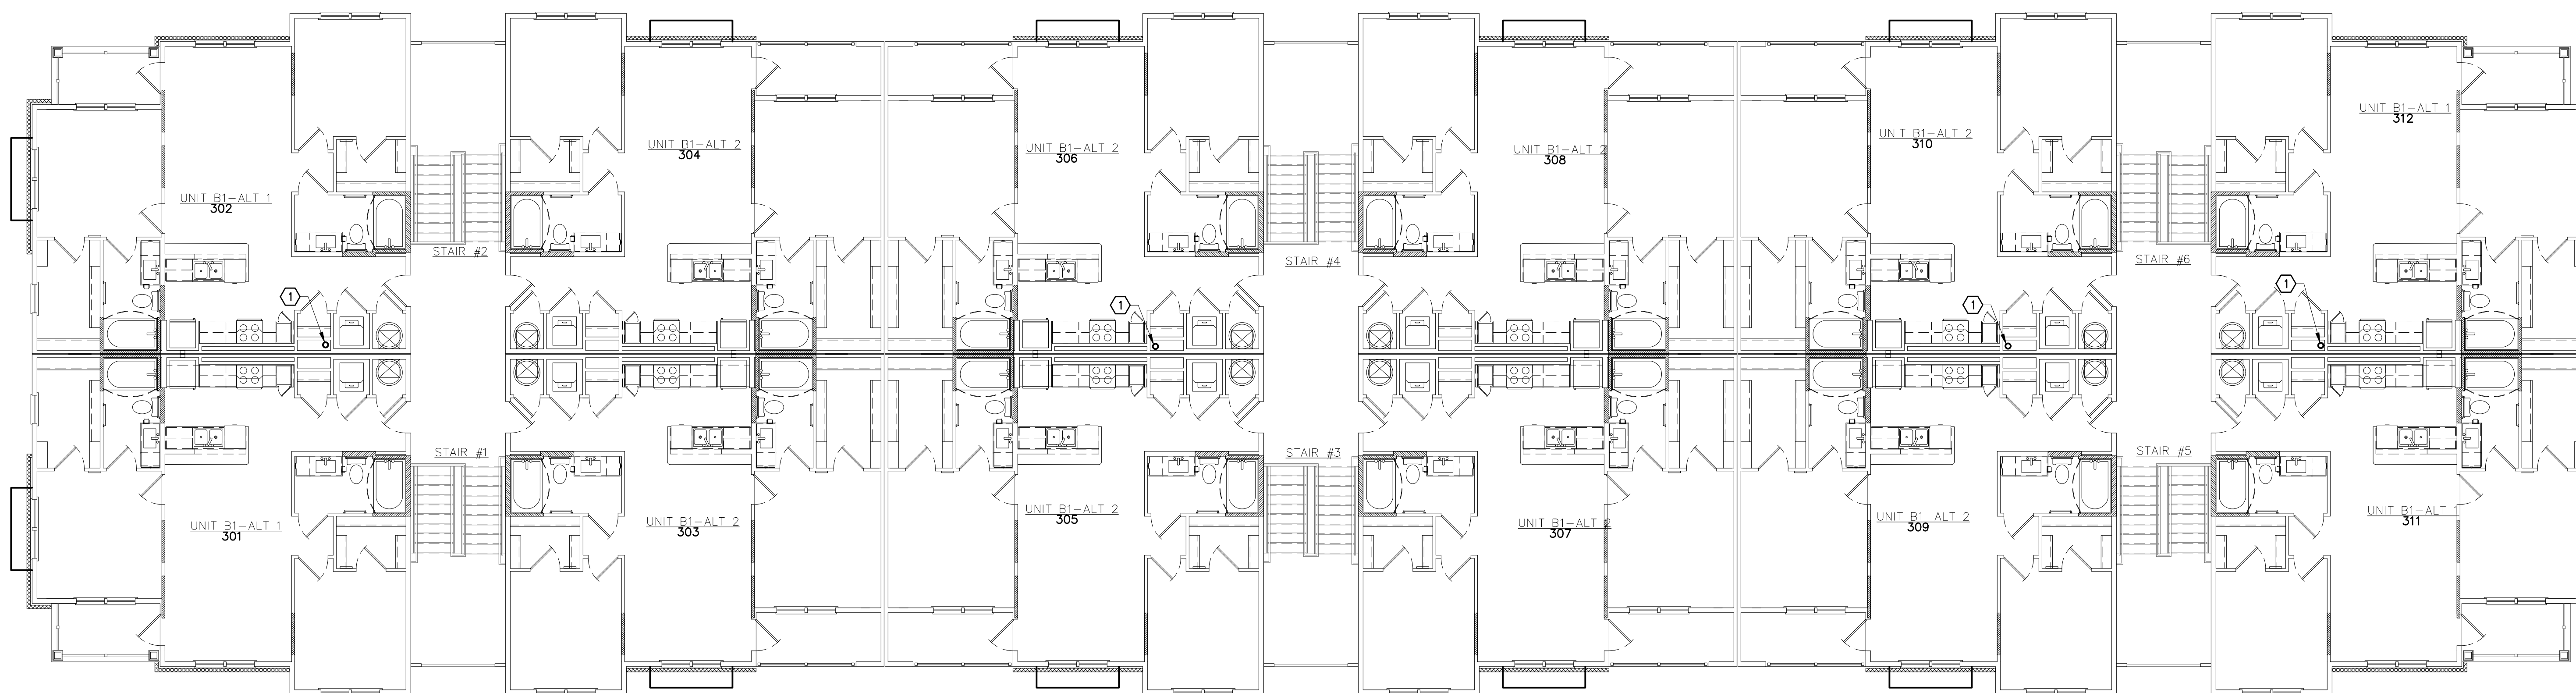 UNIT B1-ALT 1
302
UNIT B1-ALT 2
304
UNIT B1-ALT 2
306
UNIT B1-ALT 2
308
UNIT B1-ALT 2
310
UNIT B1-ALT 1
312
STAIR #2
STAIR #4
STAIR #6
1
1
1
1
STAIR #1
STAIR #3
STAIR #5
UNIT B1-ALT 1
301
UNIT B1-ALT 2
303
UNIT B1-ALT 2
305
UNIT B1-ALT 2
307
UNIT B1-ALT 2
309
UNIT B1-ALT 1
311